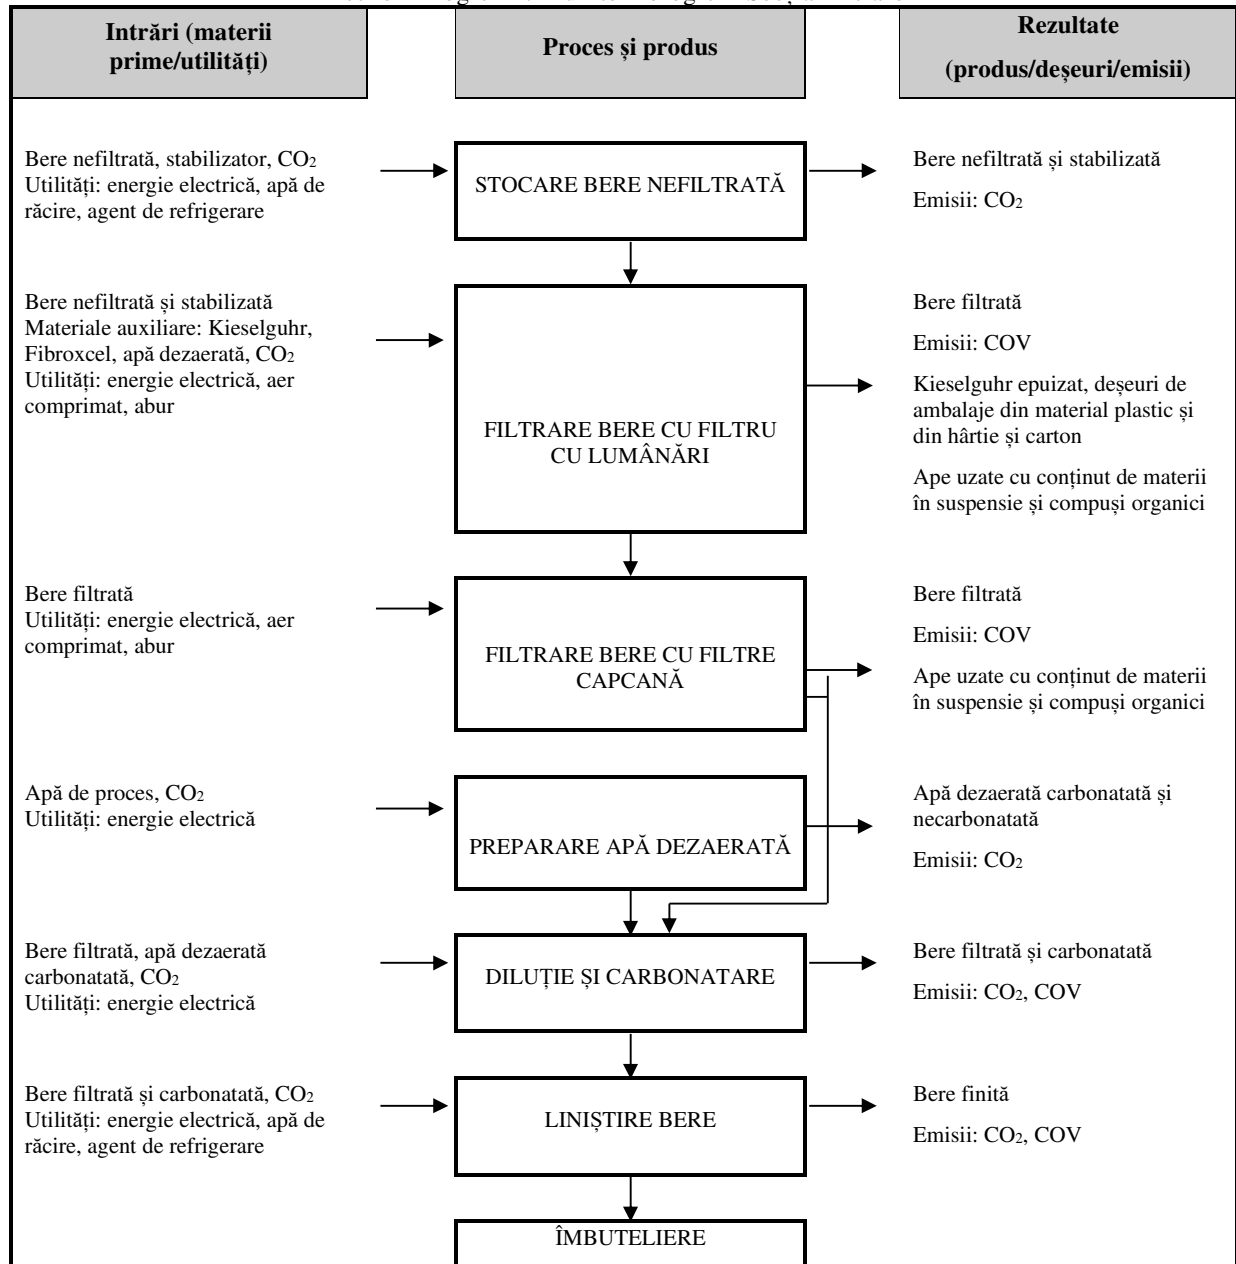 Intrări (materii
prime/utilități)
Proces și produs
Rezultate
(produs/deșeuri/emisii)
Bere nefiltrată, stabilizator, CO2
Utilități: energie electrică, apă de
răcire, agent de refrigerare
STOCARE BERE NEFILTRATĂ
Bere nefiltrată și stabilizată
Emisii: CO2
Bere nefiltrată și stabilizată
Materiale auxiliare: Kieselguhr,
Fibroxcel, apă dezaerată, CO2
Utilități: energie electrică, aer
comprimat, abur
FILTRARE BERE CU FILTRU
CU LUMÂNĂRI
Bere filtrată
Emisii: COV
Kieselguhr epuizat, deșeuri de
ambalaje din material plastic și
din hârtie și carton
Ape uzate cu conținut de materii
în suspensie și compuși organici
Bere filtrată
Utilități: energie electrică, aer
comprimat, abur
FILTRARE BERE CU FILTRE
CAPCANĂ
Bere filtrată
Emisii: COV
Ape uzate cu conținut de materii
în suspensie și compuși organici
Apă de proces, CO2
Utilități: energie electrică
PREPARARE APĂ DEZAERATĂ
Apă dezaerată carbonatată și
necarbonatată
Emisii: CO2
Bere filtrată, apă dezaerată
carbonatată, CO2
Utilități: energie electrică
DILUȚIE ȘI CARBONATARE
Bere filtrată și carbonatată
Emisii: CO2, COV
Bere filtrată și carbonatată, CO2
Utilități: energie electrică, apă de
răcire, agent de refrigerare
LINIȘTIRE BERE
Bere finită
Emisii: CO2, COV
ÎMBUTELIERE